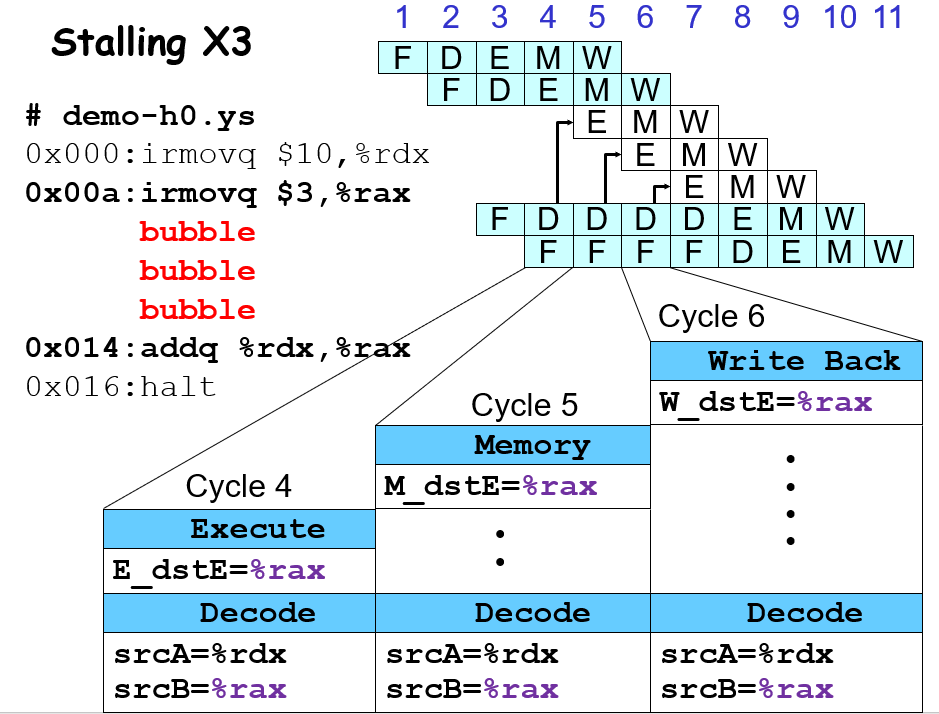 Stalling X3
1 2 3 4 5 6 7 8 9 10 11
F D E M W
F D E M W
E M W
E M W
E M W
F D D D D E M W
F F F F D E M W
# demo-h0.ys
0x000:irmovq $10,%rdx
0x00a:irmovq $3,%rax
bubble
bubble
bubble
0x014:addq %rdx,%rax
0x016:halt
Cycle 4
Execute
E_dstE=%rax
Decode
srcA=%rdx
srcB=%rax
Cycle 5
Memory
M_dstE=%rax
Decode
srcA=%rdx
srcB=%rax
Cycle 6
Write Back
W_dstE=%rax
Decode
srcA=%rdx
srcB=%rax